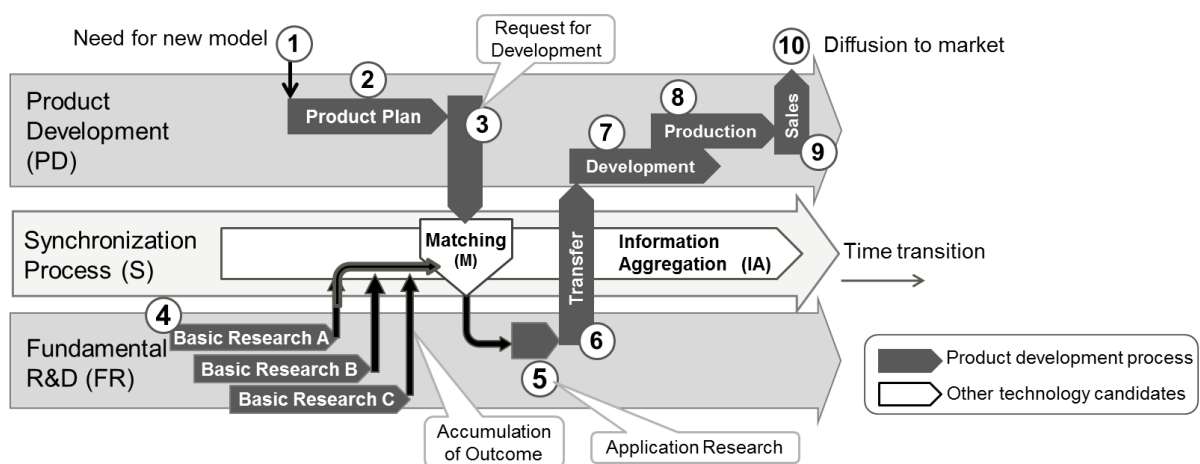 Need for new model
1
2
Request for
Development
10
Diffusion to market
Product
Development
(PD)
Product Plan
3
7
8
Production
Development
Sales
9
Synchronization
Process (S)
Matching
(M)
Information
Aggregation (IA)
Transfer
Time transition
4
Fundamental
R&D (FR)
Basic Research A
Basic Research B
Basic Research C
5
6
Accumulation
of Outcome
Application Research
Product development process
Other technology candidates